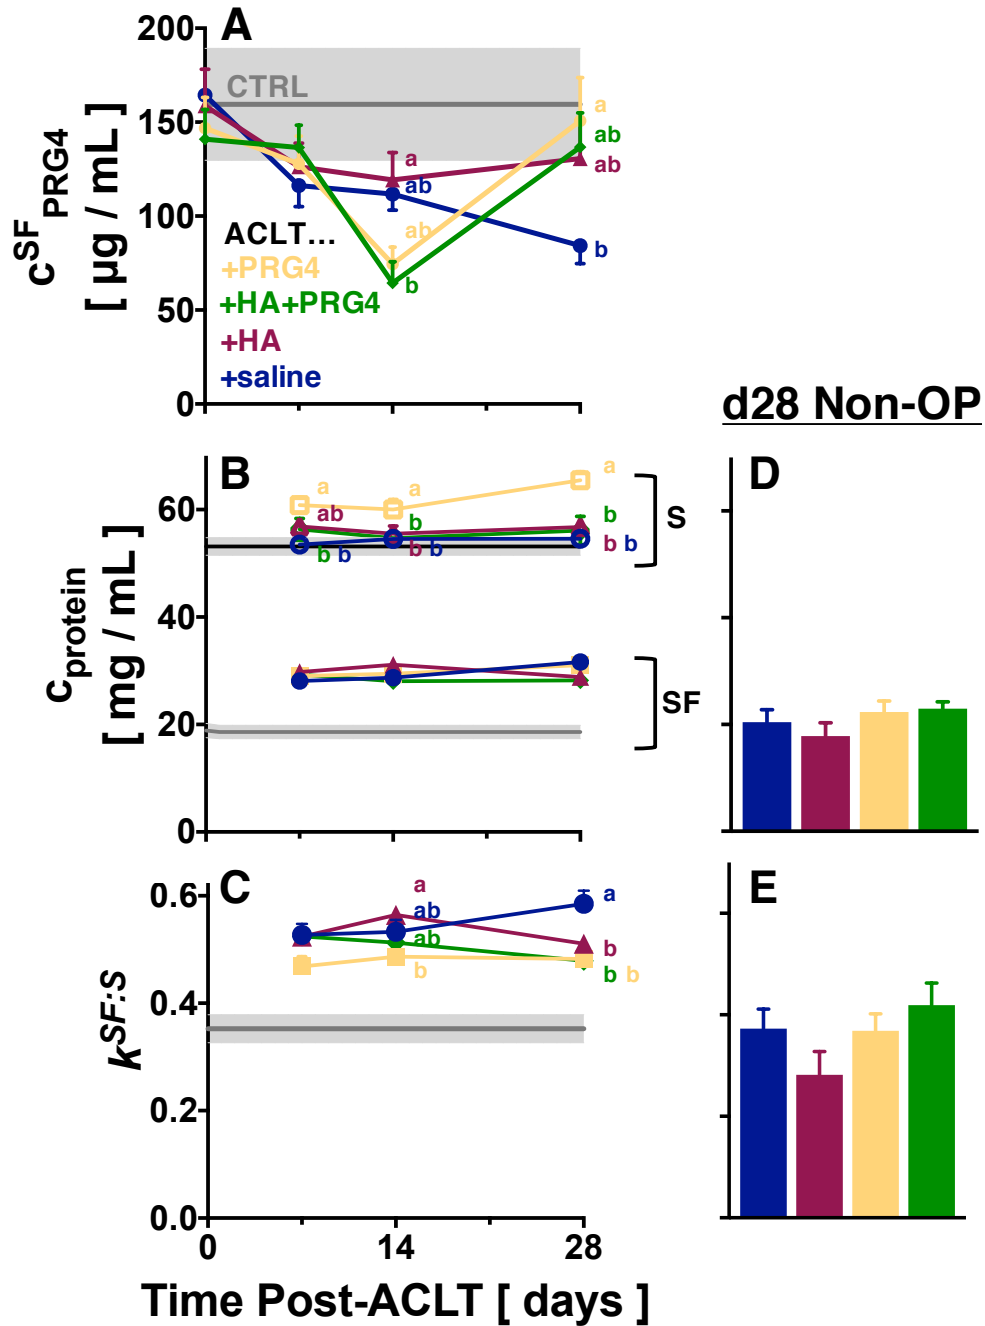 A
200
150
100
50
0
c^SF_PRG4
[ µg / mL ]
CTRL
ACLT...
+PRG4
+HA+PRG4
+HA
+saline
a
ab
ab
b
a
ab
ab
b
d28 Non-OP
B
60
40
20
0
c_protein
[ mg / mL ]
a
ab
b b
a
b
b b
a
b
b b
S
SF
D
C
0.6
0.4
0.2
0.0
k^SF:S
a
ab
ab
b
a
b
b b
E
0
14
28
Time Post-ACLT [ days ]